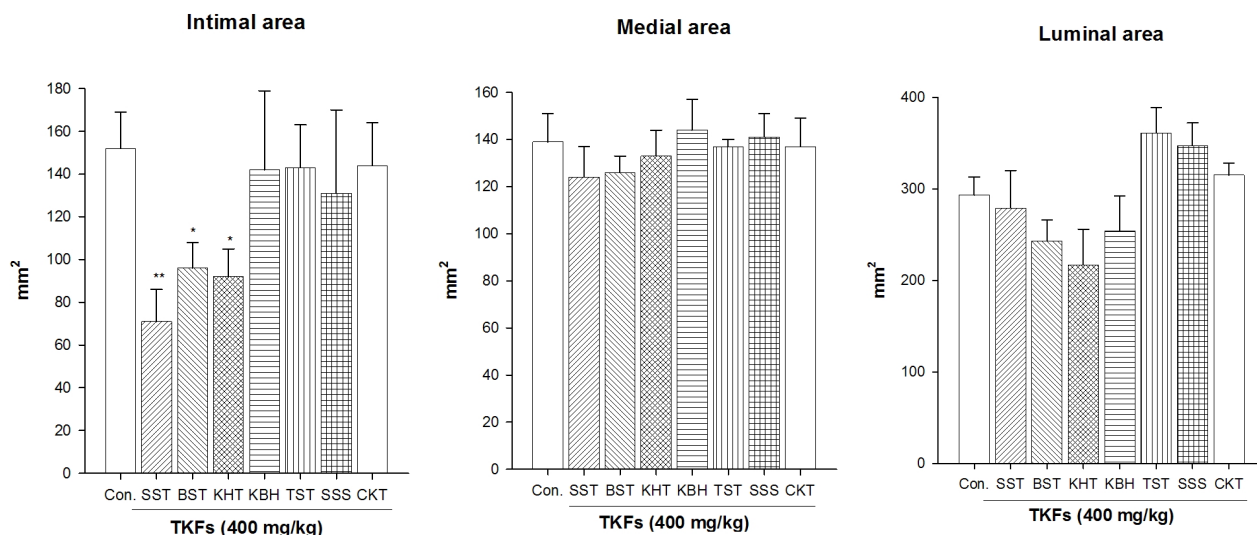 Intimal area
mm²
180
160
140
120
100
80
60
40
20
0
**
*
*
Con. SST BST KHT KBH TST SSS CKT
TKFs (400 mg/kg)
Medial area
mm²
160
140
120
100
80
60
40
20
0
Con. SST BST KHT KBH TST SSS CKT
TKFs (400 mg/kg)
Luminal area
mm²
400
300
200
100
0
Con. SST BST KHT KBH TST SSS CKT
TKFs (400 mg/kg)